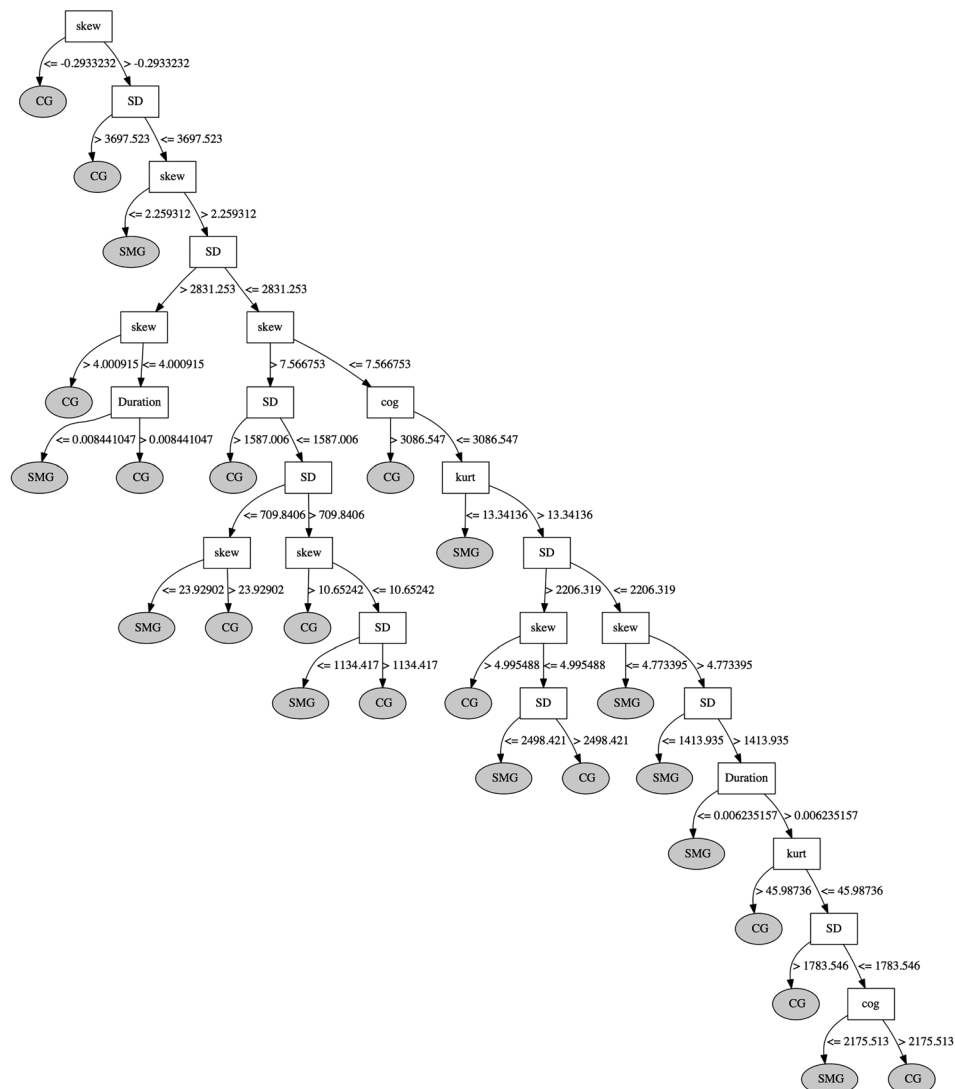 skew
<= -0.2933232 > -0.2933232
CG SD
> 3697.523 <= 3697.523
CG skew
<= 2.259312 > 2.259312
SMG SD
> 2831.253 <= 2831.253
skew skew
> 4.000915 <= 4.000915 > 7.566753 <= 7.566753
CG Duration SD cog
<= 0.008441047 > 0.008441047 > 1587.006 <= 1587.006 > 3086.547 <= 3086.547
SMG CG CG SD CG kurt
<= 709.8406 > 709.8406 <= 13.34136 > 13.34136
skew skew SMG SD
<= 23.92902 > 23.92902 > 10.65242 <= 10.65242 > 2206.319 <= 2206.319
SMG CG CG SD skew skew
<= 1134.417 > 1134.417 > 4.995488 <= 4.995488 <= 4.773395 > 4.773395
SMG CG CG SD SMG SD
<= 2498.421 > 2498.421 <= 1413.935 > 1413.935
SMG CG SMG Duration
<= 0.006235157 > 0.006235157
SMG kurt
> 45.98736 <= 45.98736
CG SD
> 1783.546 <= 1783.546
CG cog
<= 2175.513 > 2175.513
SMG CG